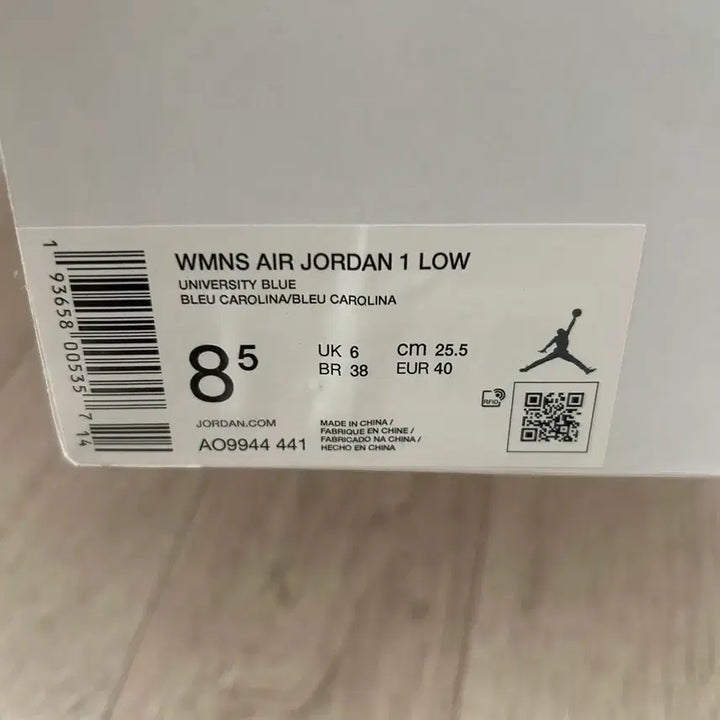 WMNS AIR JORDAN 1 LOW
UNIVERSITY BLUE
BLEU CAROLINA/BLEU CAROLINA
8⁵
UK 6 cm 25.5
BR 38 EUR 40
JORDAN.COM
AO9944 441
MADE IN CHINA /
FABRIQUE EN CHINE /
FABRICADO NA CHINA /
HECHO EN CHINA
RFID
1 93658 00535 7 14